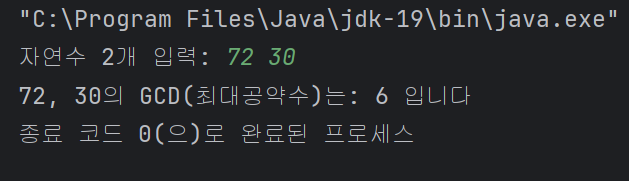 "C:\Program Files\Java\jdk-19\bin\java.exe"
자연수 2개 입력: 72 30
72, 30의 GCD(최대공약수)는: 6 입니다
종료 코드 0(으)로 완료된 프로세스